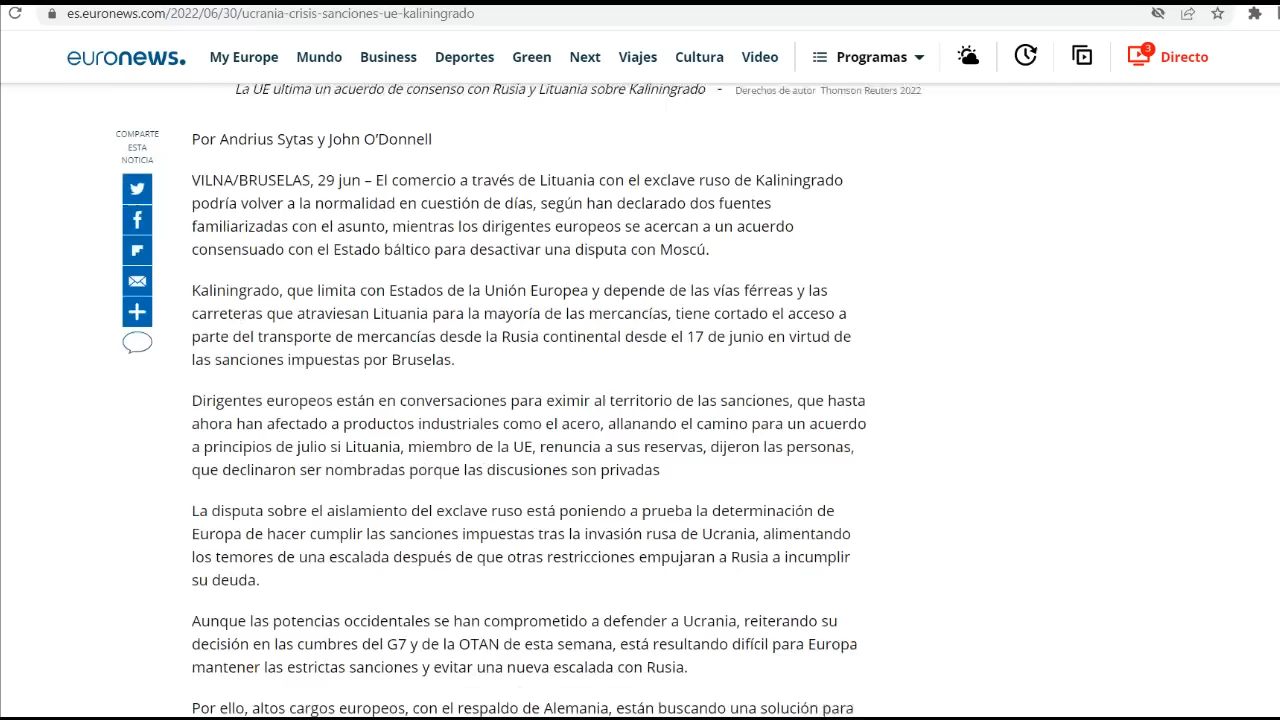 es.euronews.com/2022/06/30/ucrania-crisis-sanciones-ue-kaliningrado
euronews.
My Europe Mundo Business Deportes Green Next Viajes Cultura Video Programas 3 Directo
La UE ultima un acuerdo de consenso con Rusia y Lituania sobre Kaliningrado - Derechos de autor Thomson Reuters 2022
COMPARTE
ESTA
NOTICIA
Por Andrius Sytas y John O’Donnell
VILNA/BRUSELAS, 29 jun – El comercio a través de Lituania con el exclave ruso de Kaliningrado
podría volver a la normalidad en cuestión de días, según han declarado dos fuentes
familiarizadas con el asunto, mientras los dirigentes europeos se acercan a un acuerdo
consensuado con el Estado báltico para desactivar una disputa con Moscú.
Kaliningrado, que limita con Estados de la Unión Europea y depende de las vías férreas y las
carreteras que atraviesan Lituania para la mayoría de las mercancías, tiene cortado el acceso a
parte del transporte de mercancías desde la Rusia continental desde el 17 de junio en virtud de
las sanciones impuestas por Bruselas.
Dirigentes europeos están en conversaciones para eximir al territorio de las sanciones, que hasta
ahora han afectado a productos industriales como el acero, allanando el camino para un acuerdo
a principios de julio si Lituania, miembro de la UE, renuncia a sus reservas, dijeron las personas,
que declinaron ser nombradas porque las discusiones son privadas
La disputa sobre el aislamiento del exclave ruso está poniendo a prueba la determinación de
Europa de hacer cumplir las sanciones impuestas tras la invasión rusa de Ucrania, alimentando
los temores de una escalada después de que otras restricciones empujaran a Rusia a incumplir
su deuda.
Aunque las potencias occidentales se han comprometido a defender a Ucrania, reiterando su
decisión en las cumbres del G7 y de la OTAN de esta semana, está resultando difícil para Europa
mantener las estrictas sanciones y evitar una nueva escalada con Rusia.
Por ello, altos cargos europeos, con el respaldo de Alemania, están buscando una solución para